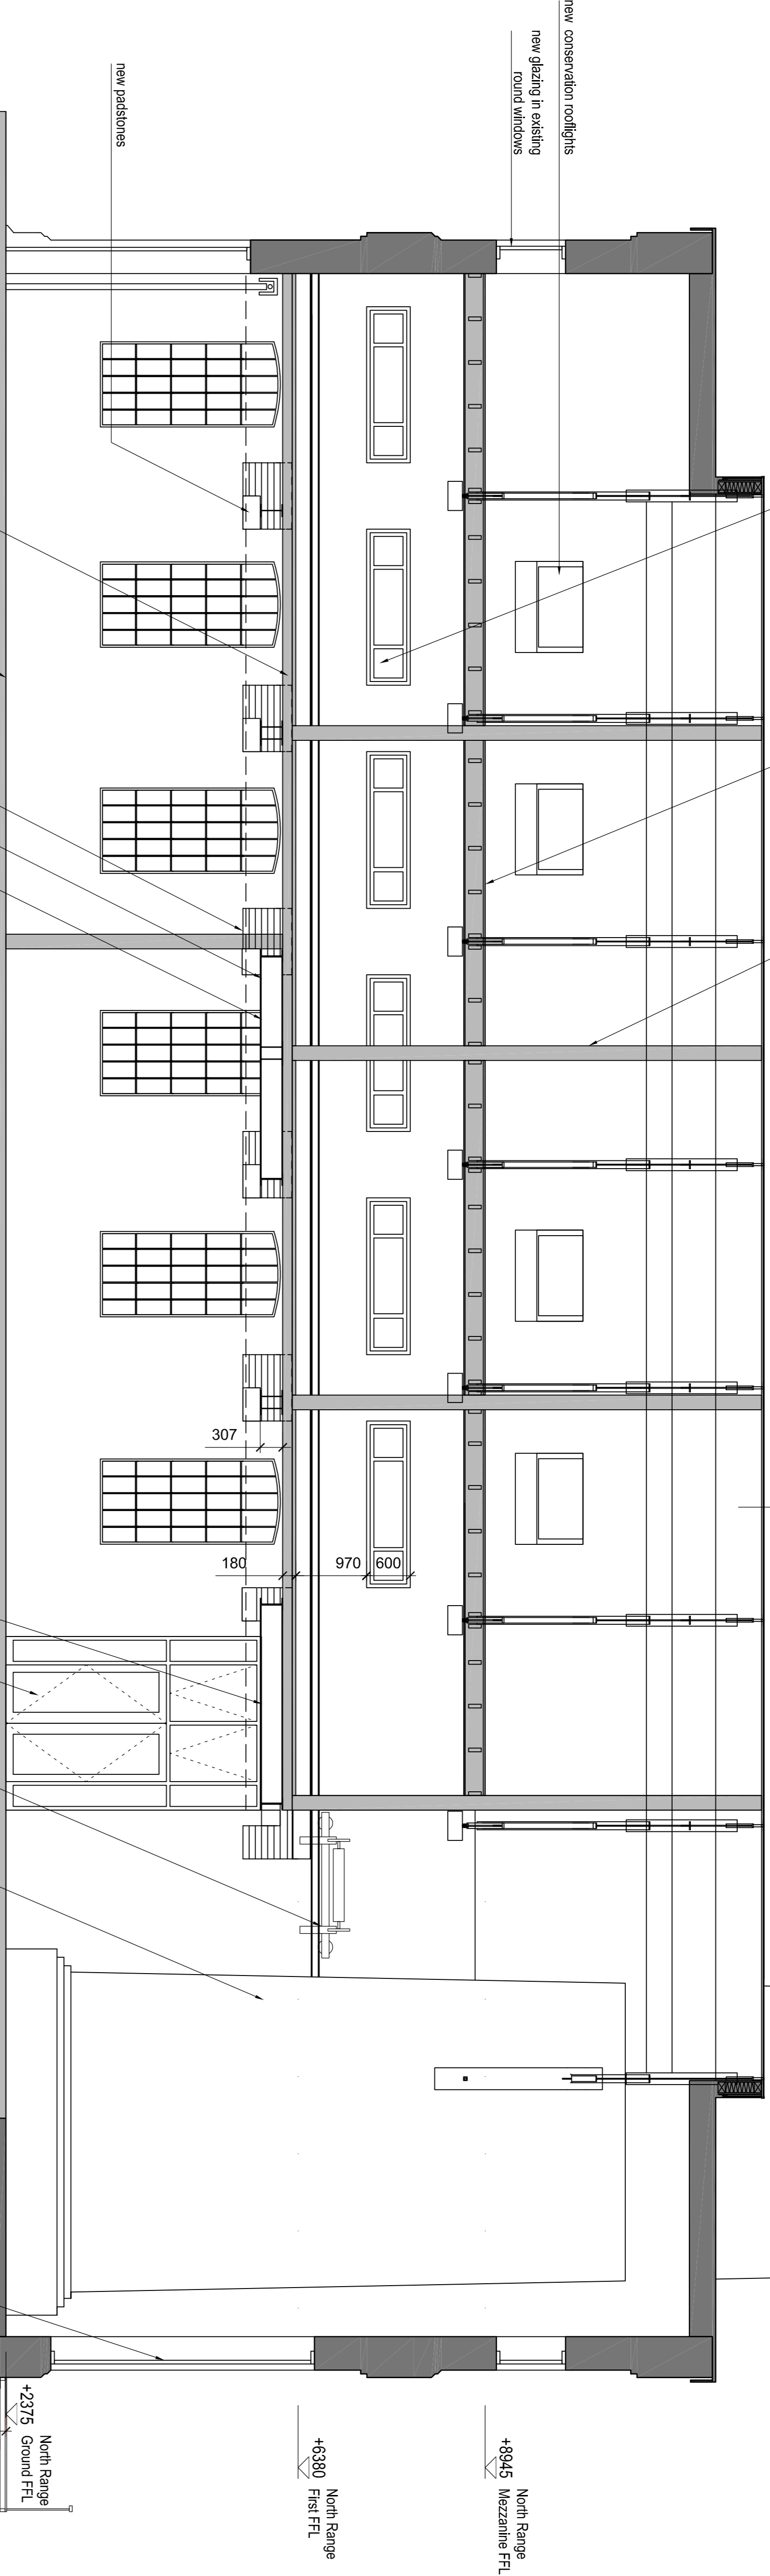 new conservation rooflights
new glazing in existing
round windows
new padstones
307
180
970
600
+8945
North Range
Mezzanine FFL
+6380
North Range
First FFL
+2375
North Range
Ground FFL